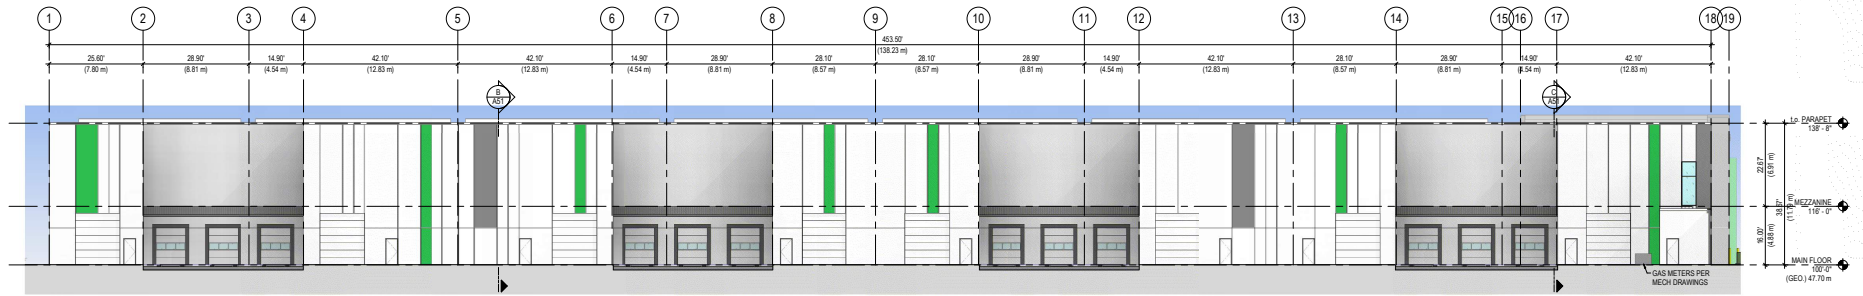 1 2 3 4 5 6 7 8 9 10 11 12 13 14 15 16 17 18 19
453.50'
(138.23 m)
25.60' 28.90' 14.90' 42.10' 42.10' 14.90' 28.90' 28.10' 28.10' 28.90' 14.90' 42.10' 28.10' 28.90' 14.90' 42.10'
(7.80 m) (8.81 m) (4.54 m) (12.83 m) (12.83 m) (4.54 m) (8.81 m) (8.57 m) (8.57 m) (8.81 m) (4.54 m) (12.83 m) (8.57 m) (8.81 m) (4.54 m) (12.83 m)
B
A51
C
A51
t.o. PARAPET
138' - 8"
22.67'
(6.91 m)
38.67'
MEZZANINE
116' - 0"
16.00'
(4.88 m)
MAIN FLOOR
100'-0"
(GEO.) 47.70 m
GAS METERS PER
MECH DRAWINGS